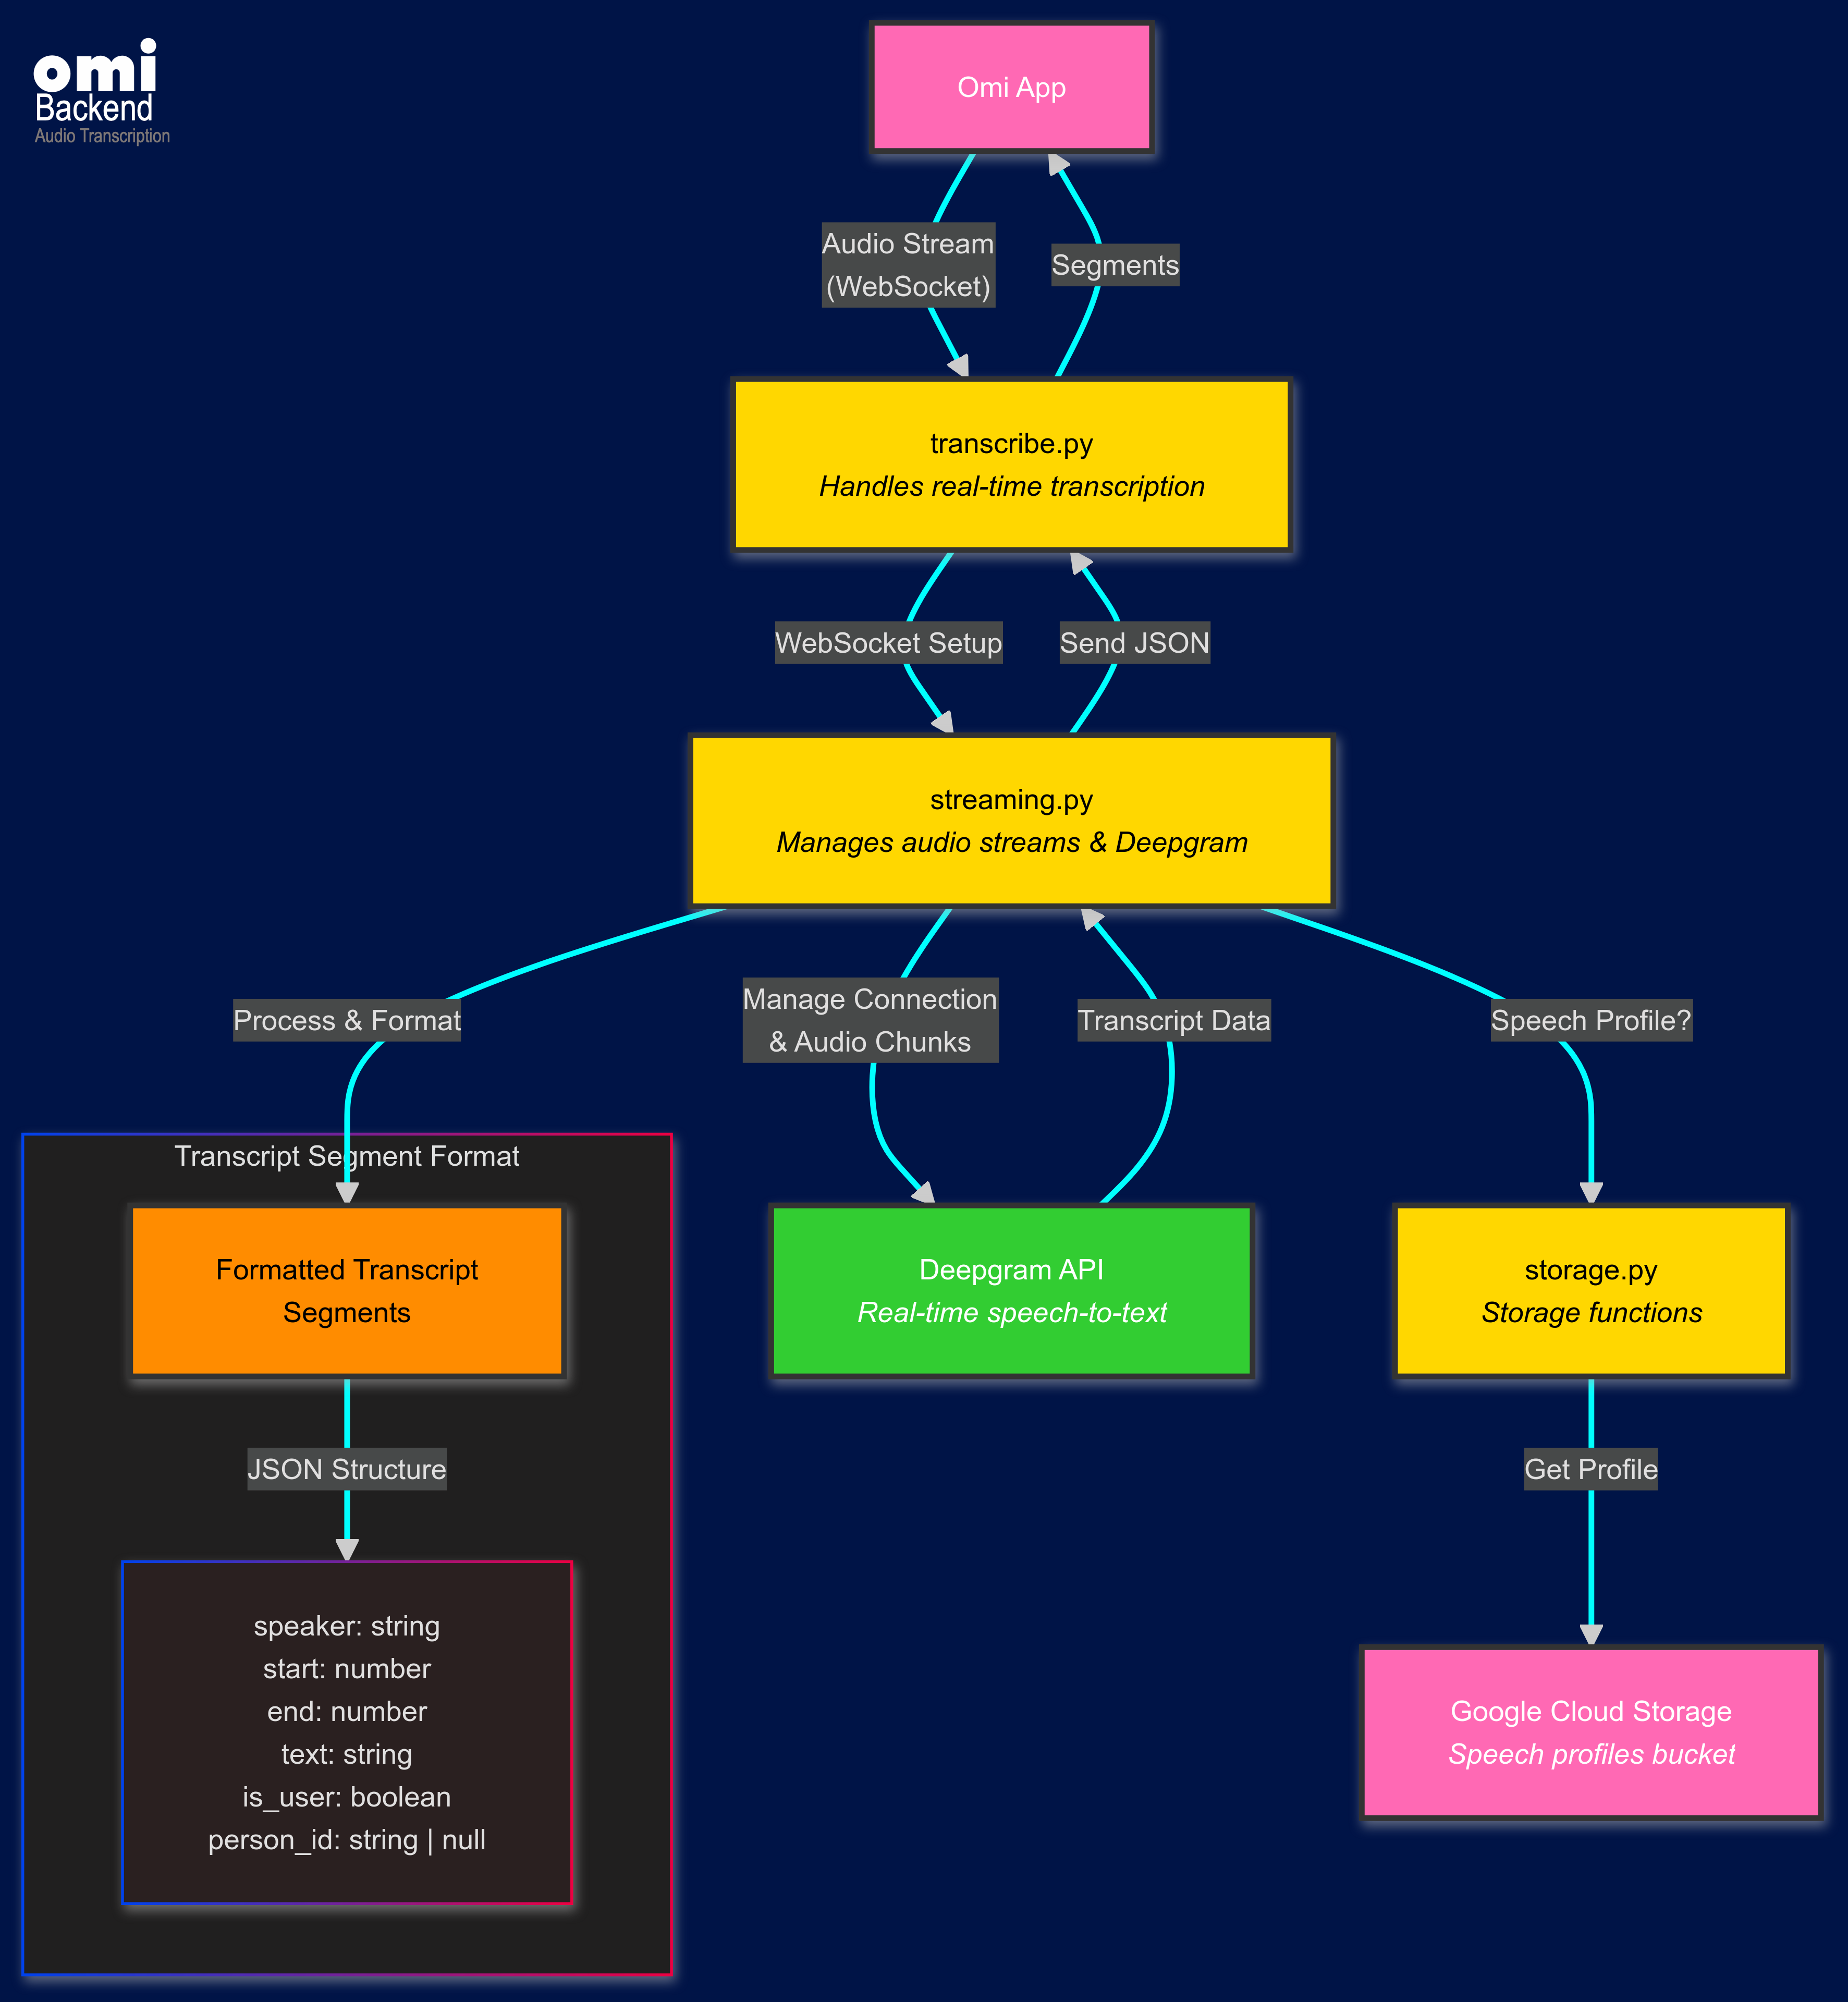 omi
Backend
Audio Transcription
Omi App
Audio Stream
(WebSocket)
Segments
transcribe.py
Handles real-time transcription
WebSocket Setup
Send JSON
streaming.py
Manages audio streams & Deepgram
Process & Format
Manage Connection
& Audio Chunks
Transcript Data
Speech Profile?
Transcript Segment Format
Formatted Transcript
Segments
Deepgram API
Real-time speech-to-text
storage.py
Storage functions
JSON Structure
Get Profile
speaker: string
start: number
end: number
text: string
is_user: boolean
person_id: string | null
Google Cloud Storage
Speech profiles bucket